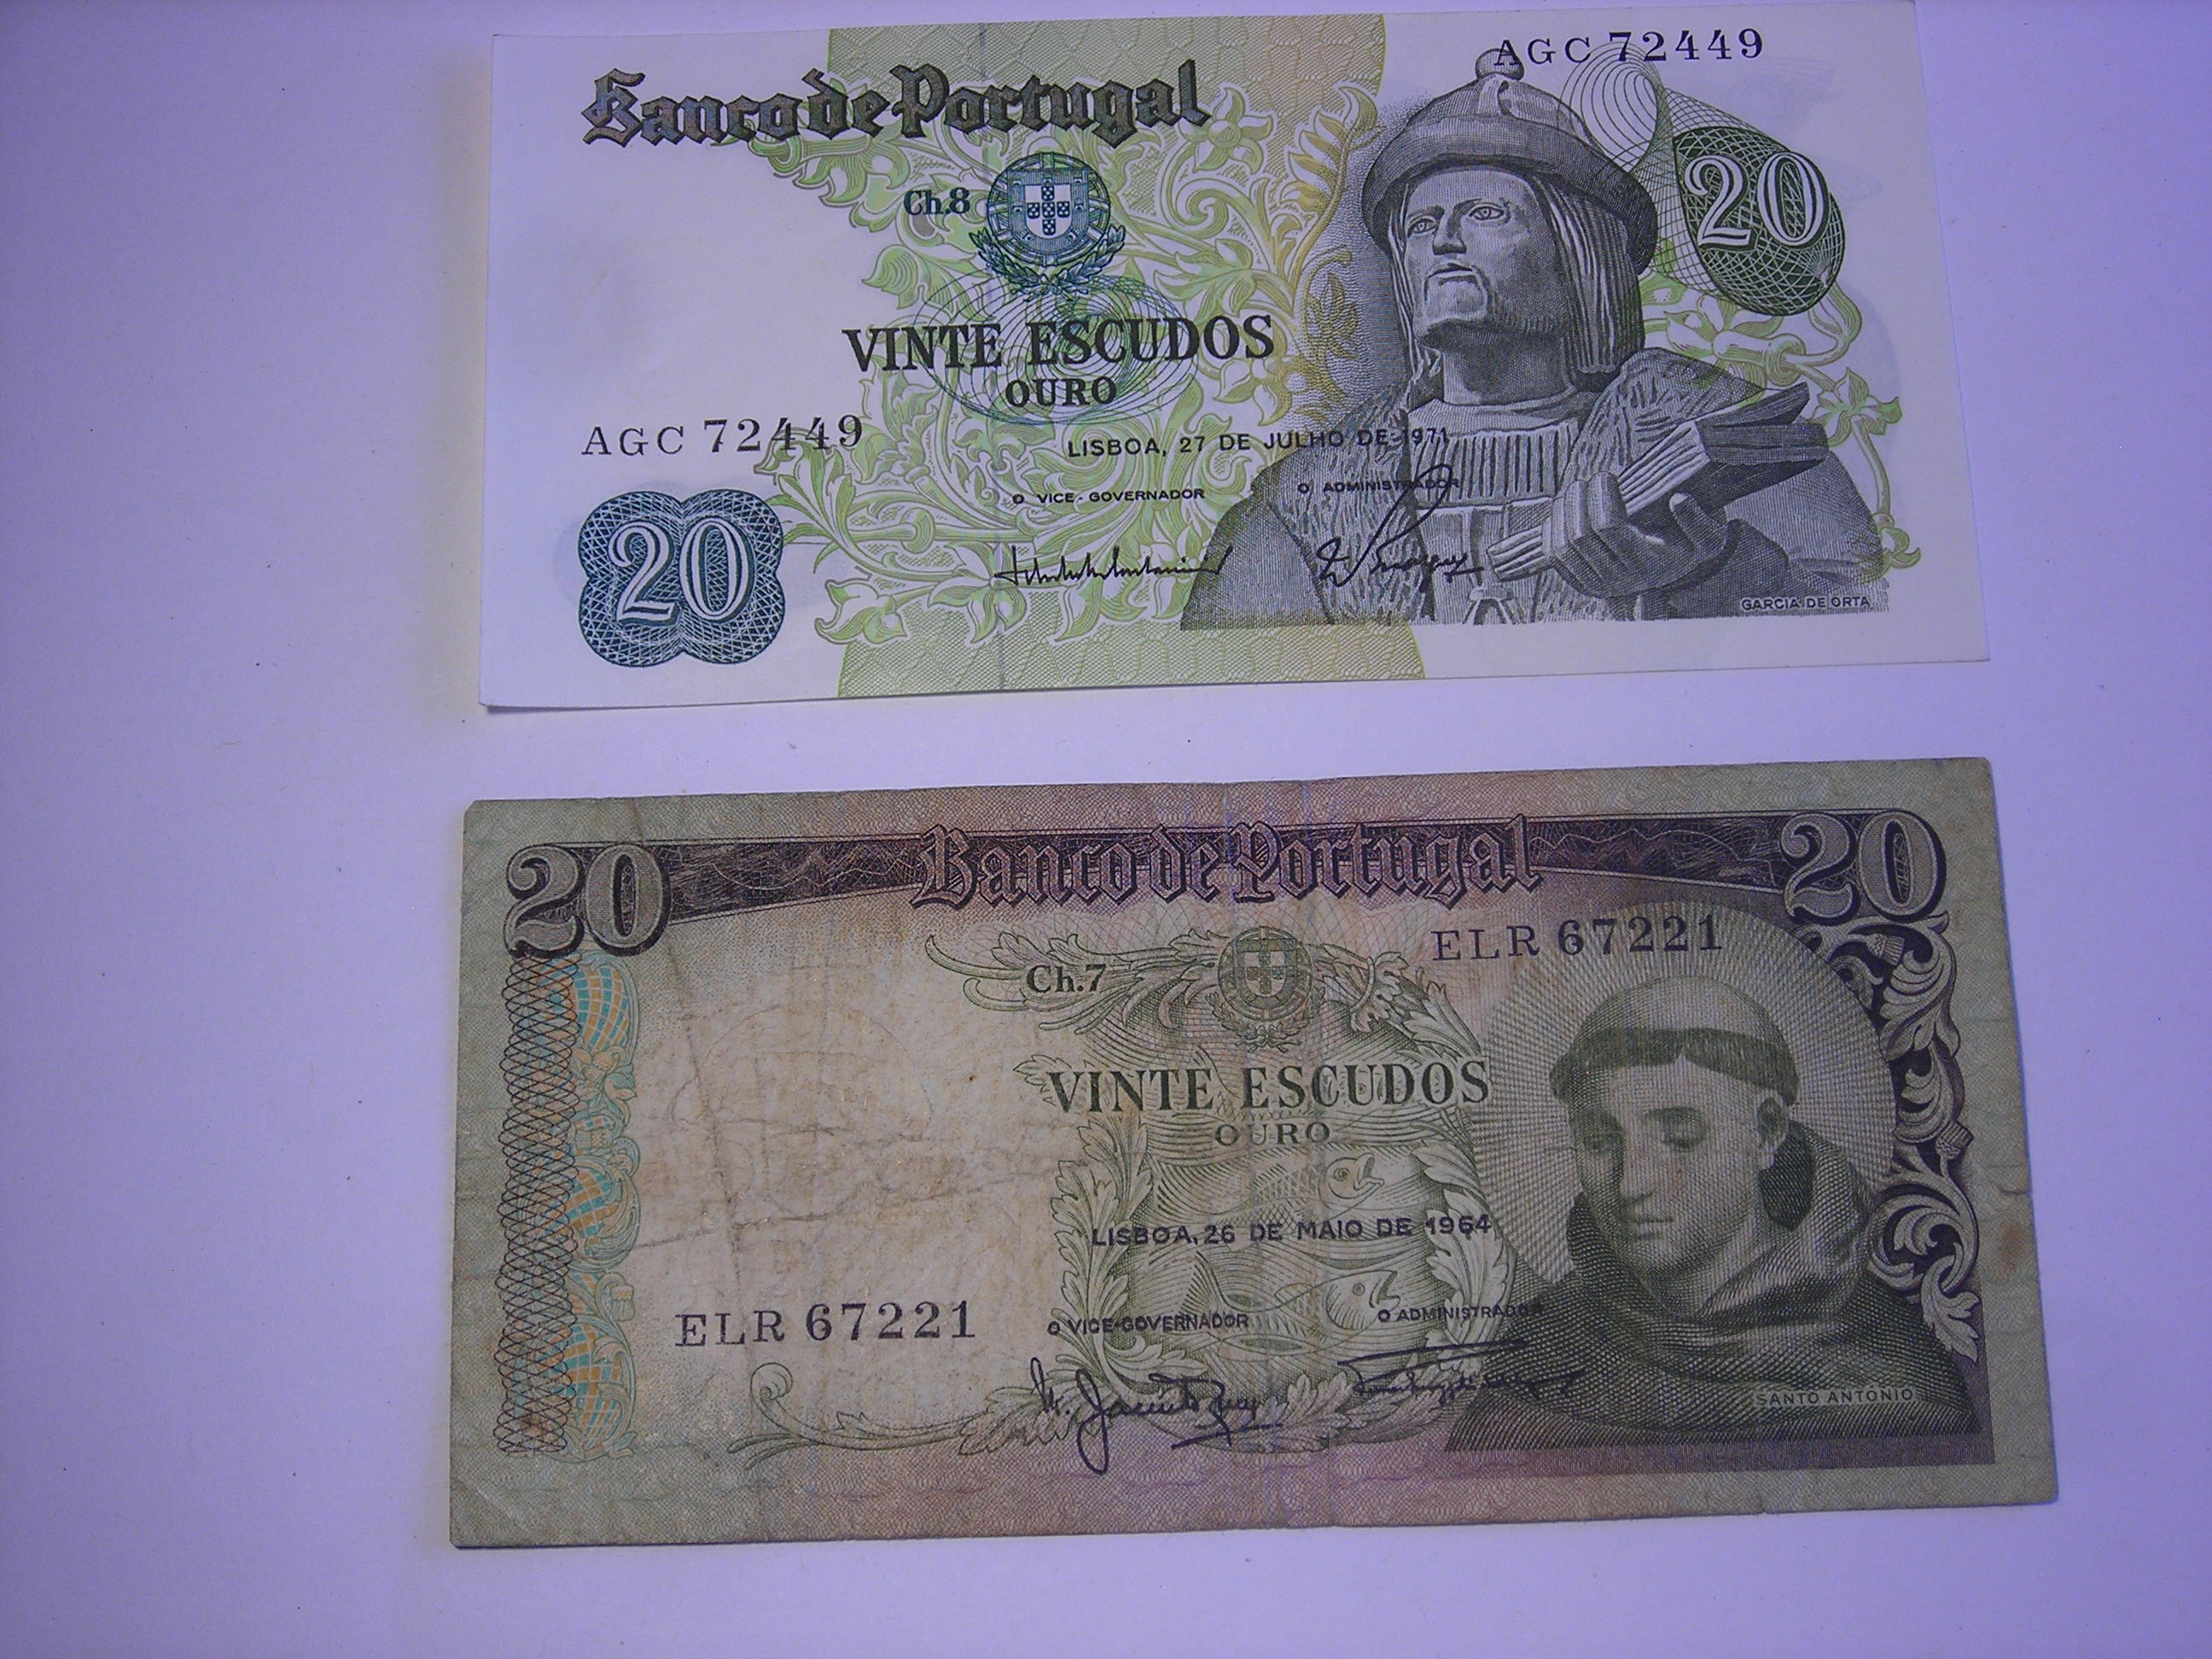 AGC 72449
Banco de Portugal
20
Ch.8
VINTE ESCUDOS
OURO
AGC 72449
LISBOA, 27 DE JULHO DE 1971
O VICE-GOVERNADOR O ADMINISTRADOR
20
GARCIA DE ORTA
20 Banco de Portugal 20
ELR 67221
Ch.7
VINTE ESCUDOS
OURO
LISBOA, 26 DE MAIO DE 1964
ELR 67221
O VICE-GOVERNADOR O ADMINISTRADOR
SANTO ANTÓNIO